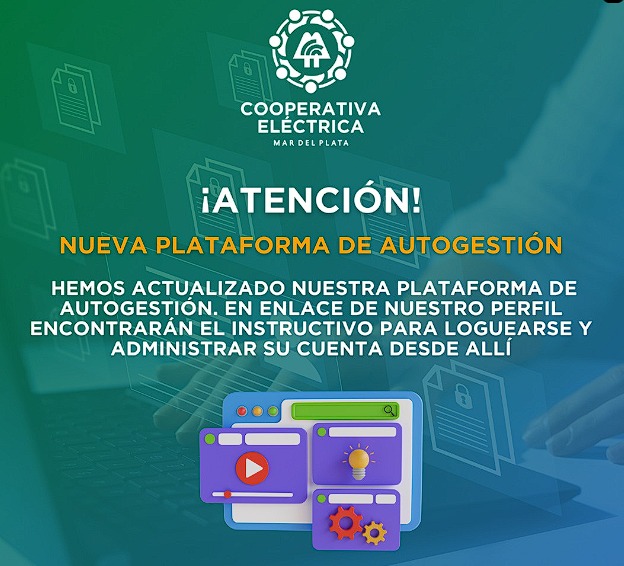 COOPERATIVA
ELÉCTRICA
MAR DEL PLATA
¡ATENCIÓN!
NUEVA PLATAFORMA DE AUTOGESTIÓN
HEMOS ACTUALIZADO NUESTRA PLATAFORMA DE
AUTOGESTIÓN. EN ENLACE DE NUESTRO PERFIL
ENCONTRARÁN EL INSTRUCTIVO PARA LOGUEARSE Y
ADMINISTRAR SU CUENTA DESDE ALLÍ